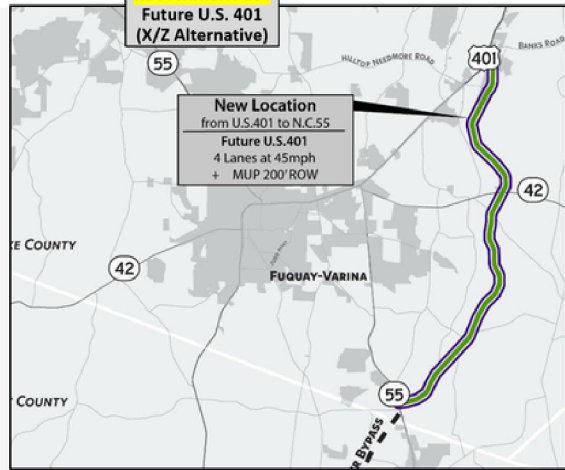 Future U.S. 401
(X/Z Alternative)
55
HILLTOP NEEDMORE ROAD
401
BANKS ROAD
New Location
from U.S.401 to N.C.55
Future U.S.401
4 Lanes at 45mph
+ MUP 200' ROW
42
COUNTY
42
FUQUAY-VARINA
COUNTY
55
BYPASS